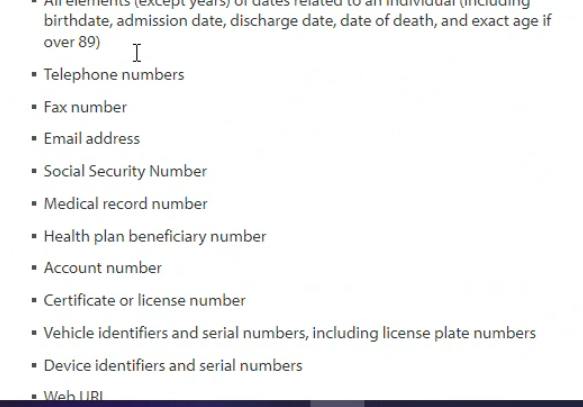 All elements (except years) of dates related to an individual (including
birthdate, admission date, discharge date, date of death, and exact age if
over 89)
▪ Telephone numbers
▪ Fax number
▪ Email address
▪ Social Security Number
▪ Medical record number
▪ Health plan beneficiary number
▪ Account number
▪ Certificate or license number
▪ Vehicle identifiers and serial numbers, including license plate numbers
▪ Device identifiers and serial numbers
▪ Web URL